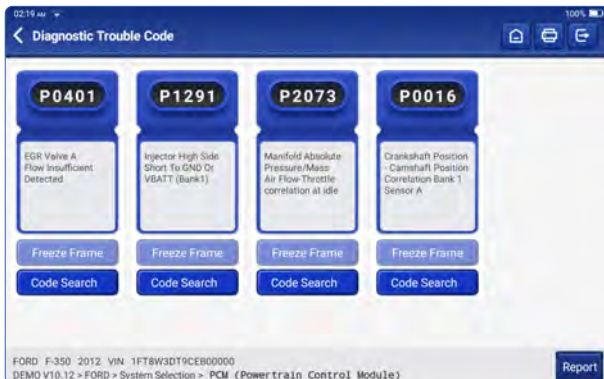 02:19 AM
100%
Diagnostic Trouble Code
P0401
P1291
P2073
P0016
EGR Valve A
Flow Insufficient
Detected
Injector High Side
Short To GND Or
VBATT (Bank1)
Manifold Absolute
Pressure/Mass
Air Flow-Throttle
correlation at idle
Crankshaft Position
- Camshaft Position
Correlation Bank 1
Sensor A
Freeze Frame
Freeze Frame
Freeze Frame
Freeze Frame
Code Search
Code Search
Code Search
Code Search
FORD F-350 2012 VIN 1FT8W3DT9CEB00000
DEMO V10.12 > FORD > System Selection > PCM (Powertrain Control Module)
Report